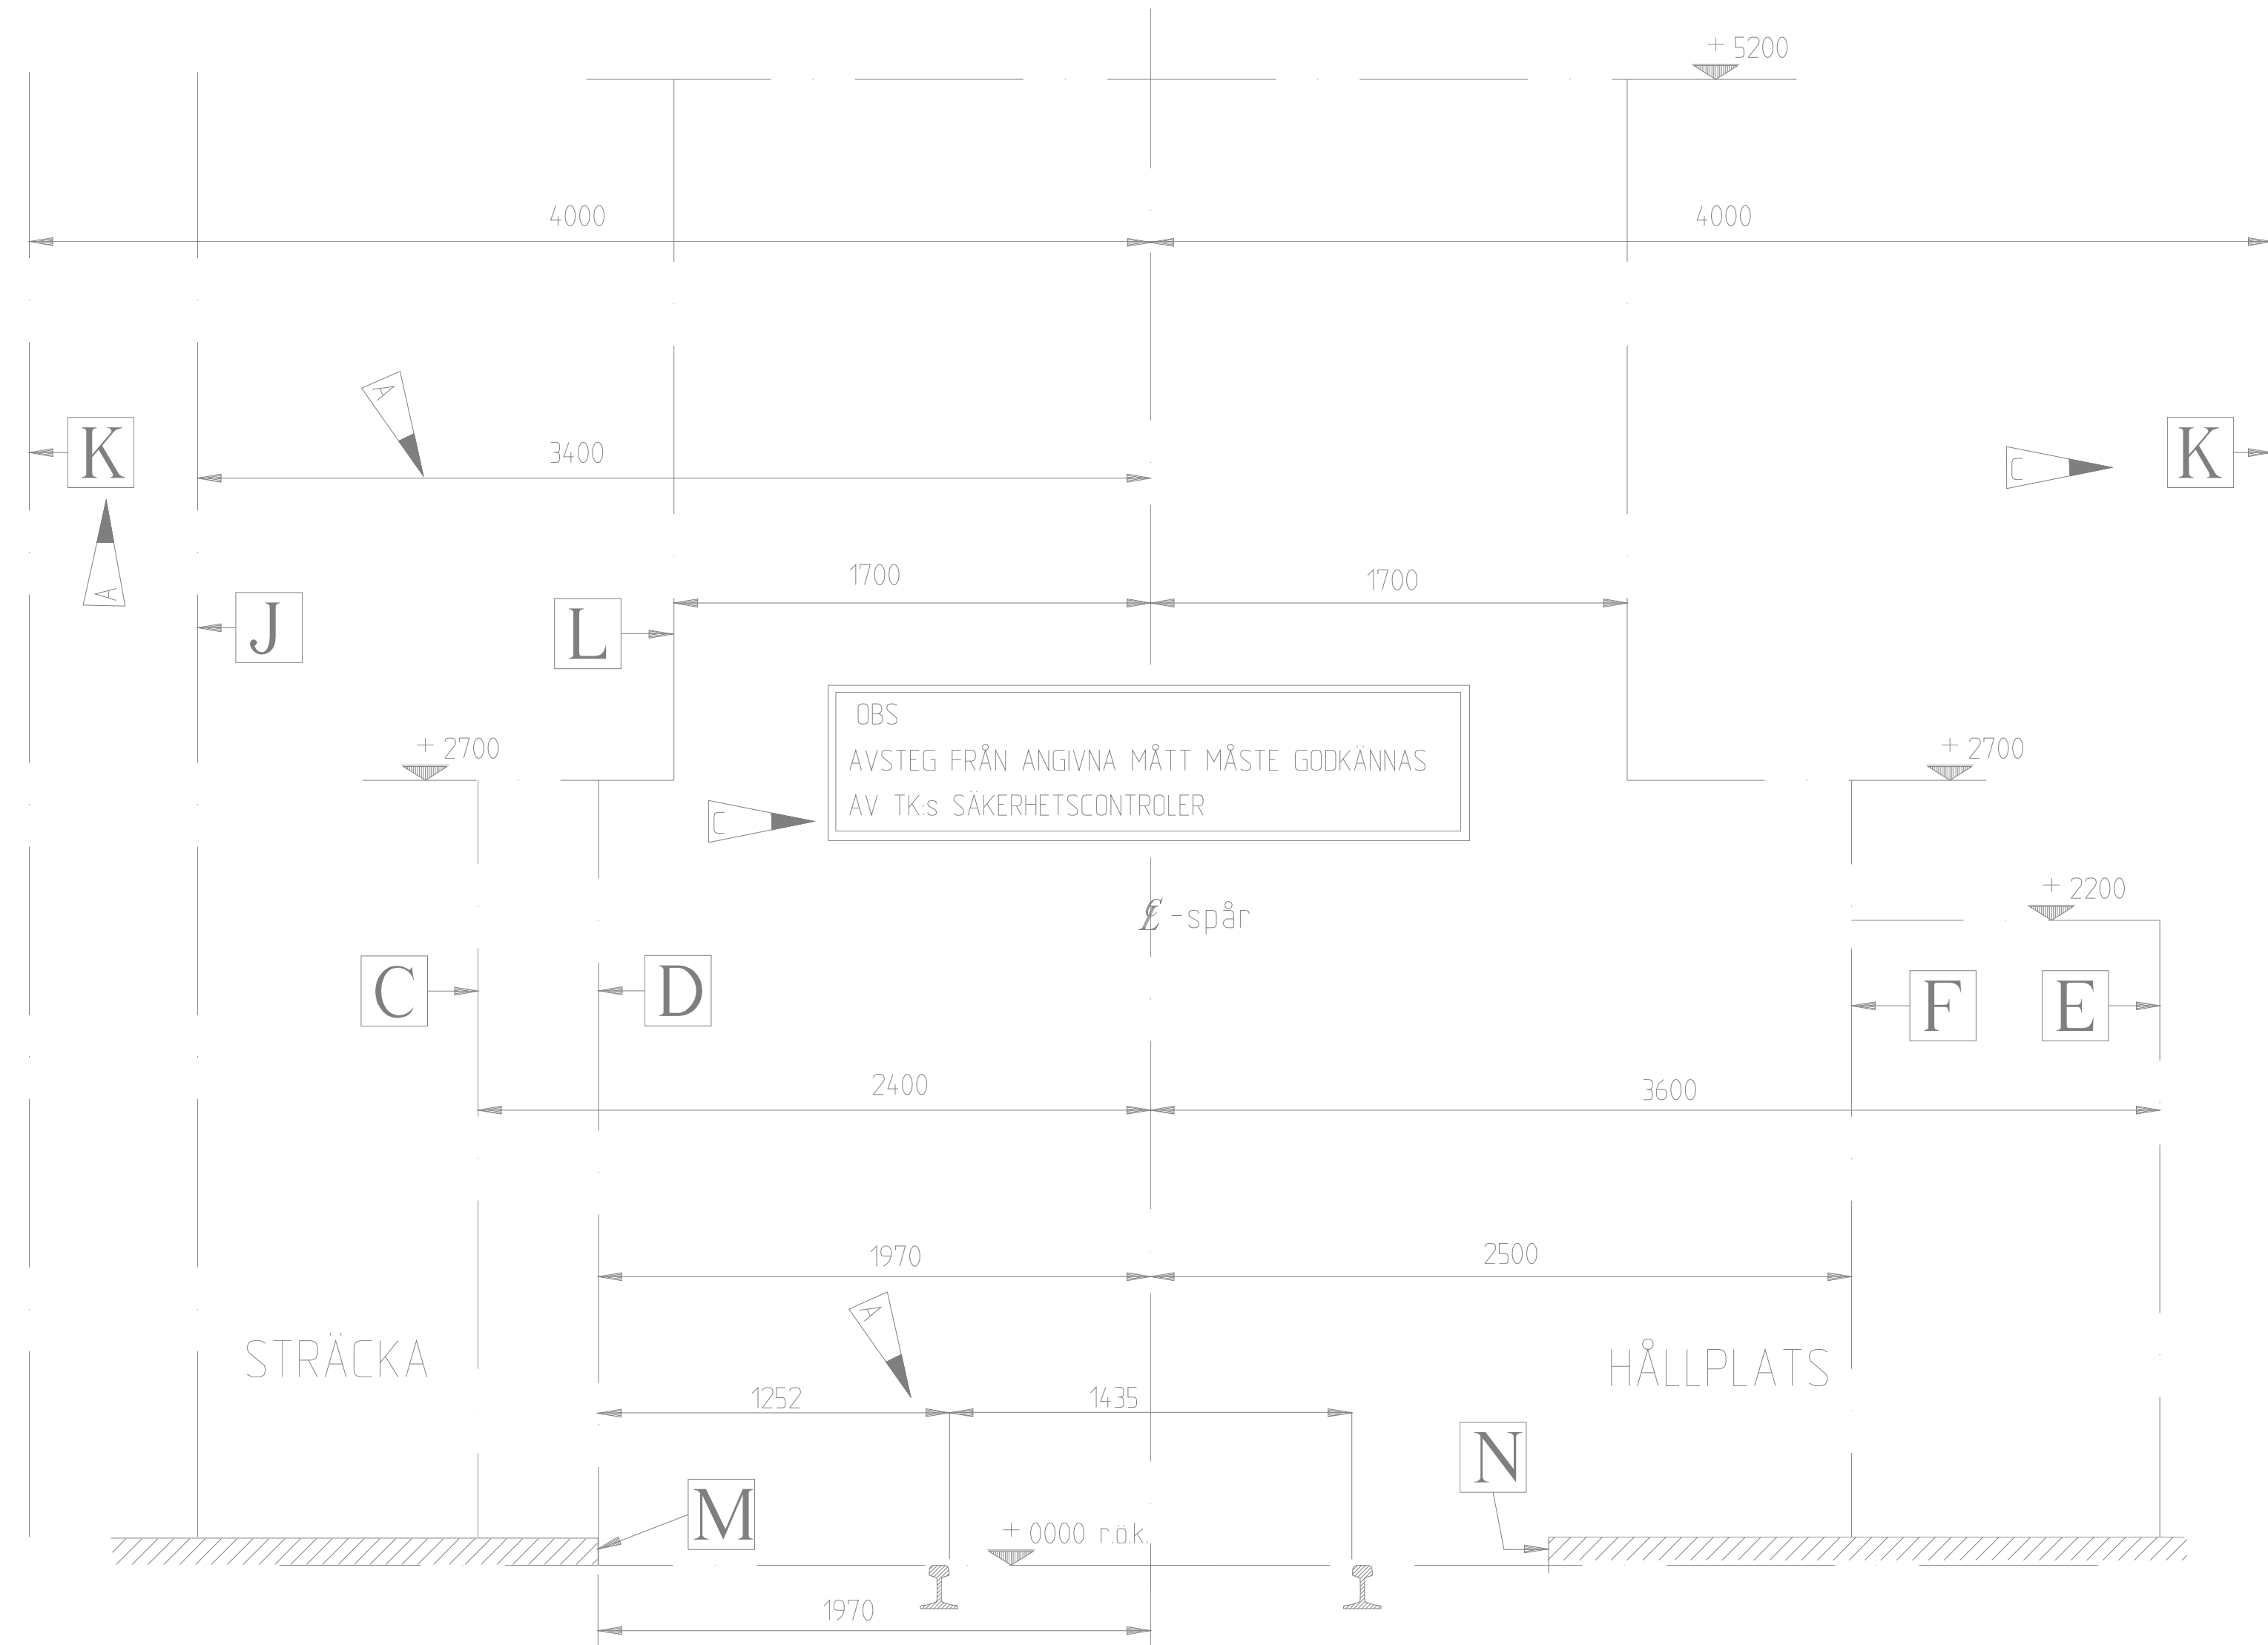 ± 5200
4000
4000
A
3400
K
C
K
A
1700
1700
J
L
OBS
± 2700
AVSTEG FRÅN ANGIVNA MÅTT MÅSTE GODKÄNNAS
± 2700
AV TK:s SÄKERHETSCONTROLER
C
± 2200
-spår
C
D
F
E
2400
3600
1970
2500
A
STRÄCKA
HÅLLPLATS
1252
1435
N
M
± 0000 r.ö.k.
1970